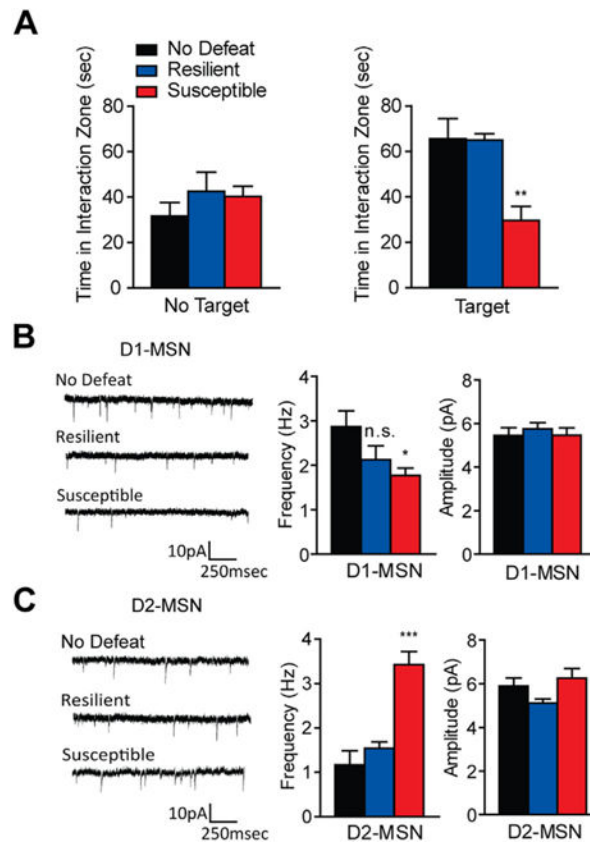 A
No Defeat
Resilient
Susceptible
Time in Interaction Zone (sec)
80
60
40
20
0
No Target
Time in Interaction Zone (sec)
80
60
40
20
0
**
Target
B
D1-MSN
No Defeat
Resilient
Susceptible
10pA
250msec
Frequency (Hz)
4
3
2
1
0
n.s.
*
D1-MSN
Amplitude (pA)
8
6
4
2
0
D1-MSN
C
D2-MSN
No Defeat
Resilient
Susceptible
10pA
250msec
Frequency (Hz)
4
3
2
1
0
***
D2-MSN
Amplitude (pA)
8
6
4
2
0
D2-MSN